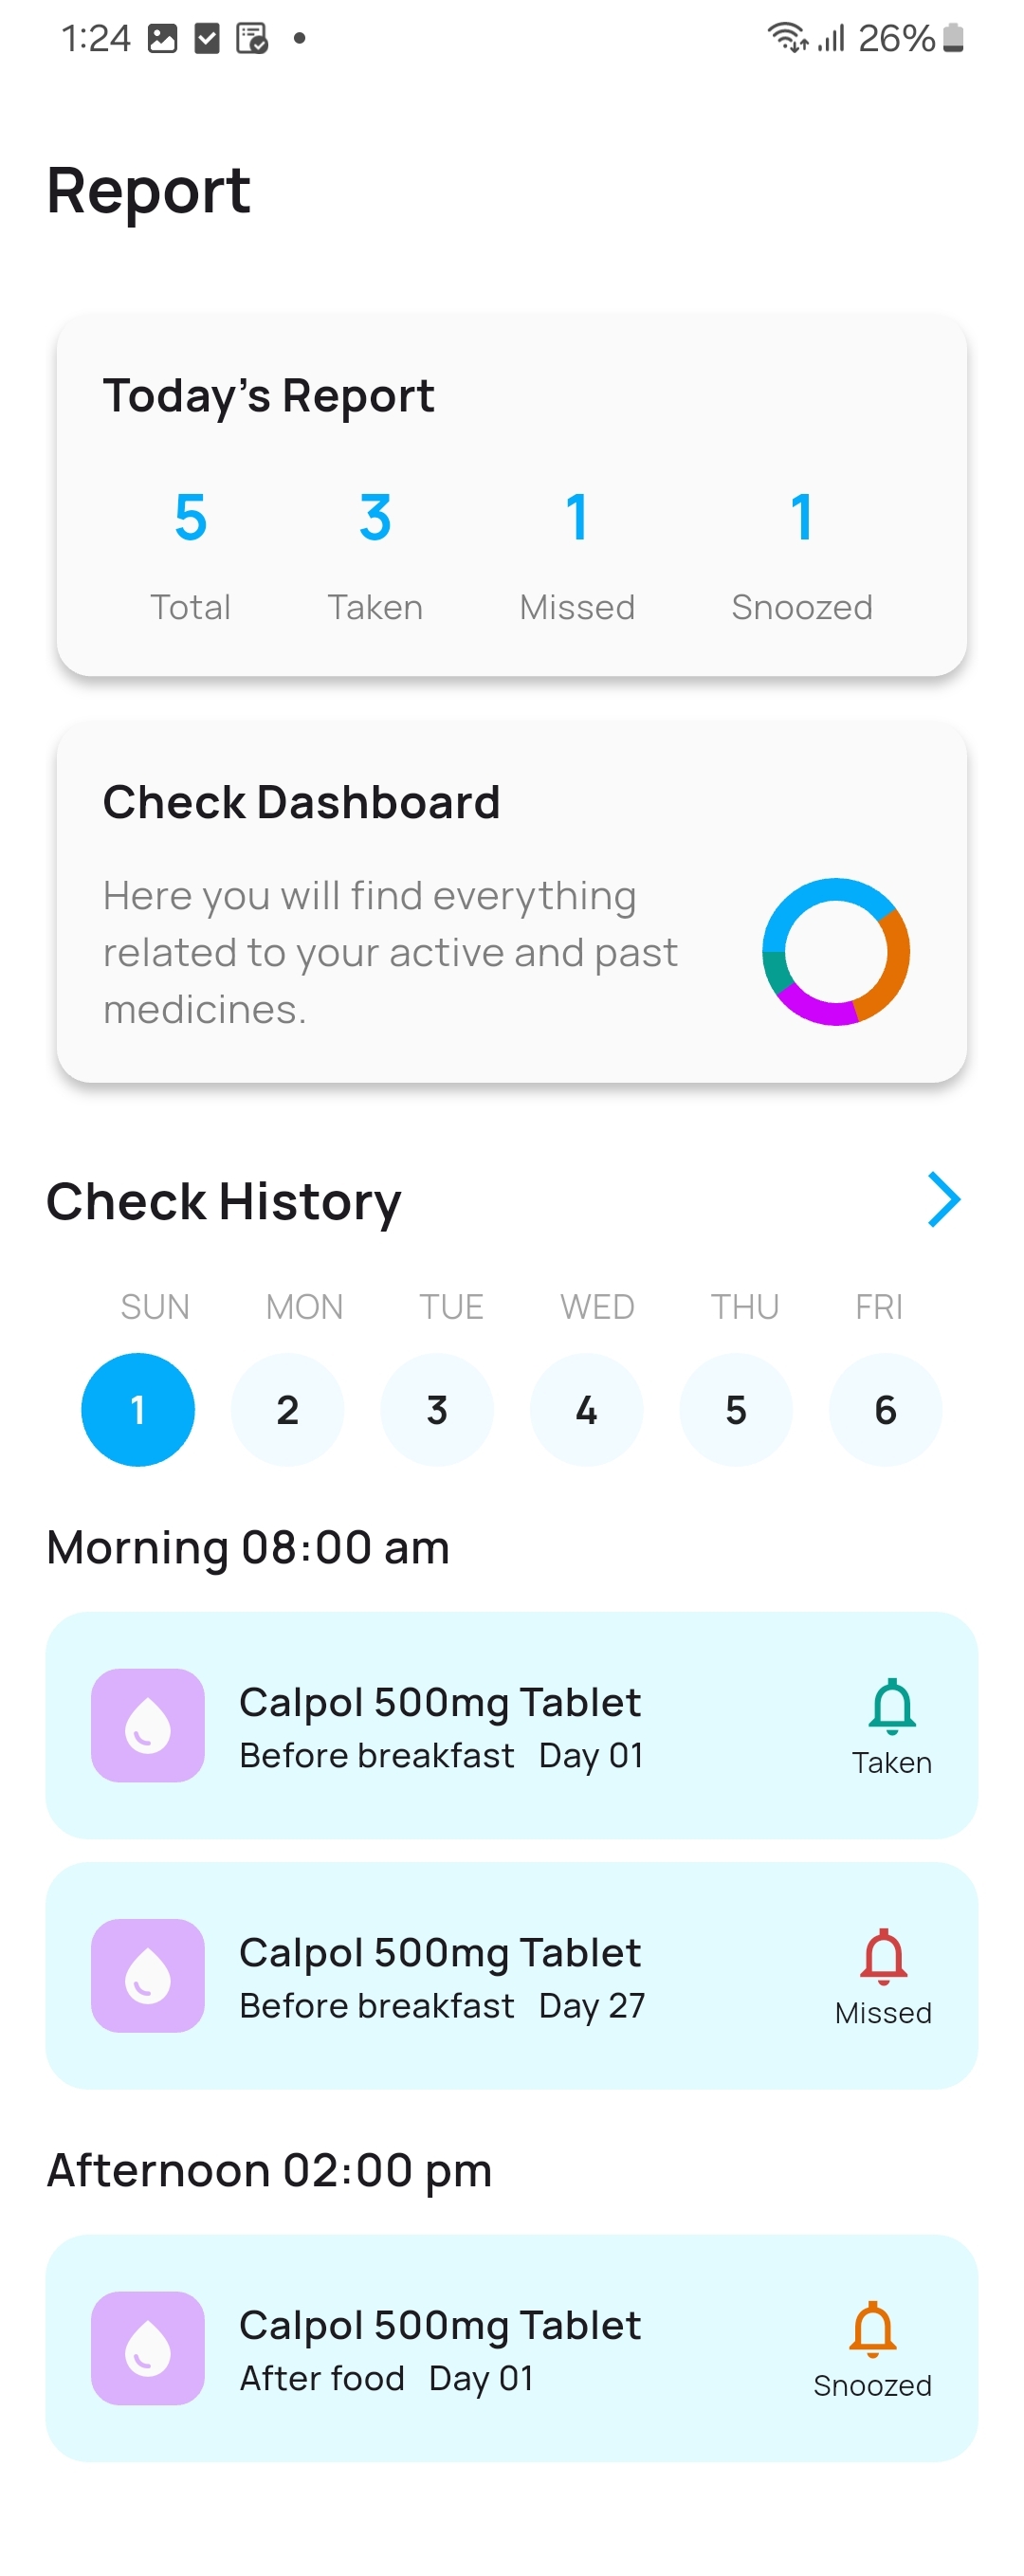 1:24
26%
Report
Today's Report
5 3 1 1
Total Taken Missed Snoozed
Check Dashboard
Here you will find everything
related to your active and past
medicines.
Check History
SUN MON TUE WED THU FRI
1 2 3 4 5 6
Morning 08:00 am
Calpol 500mg Tablet
Before breakfast Day 01
Taken
Calpol 500mg Tablet
Before breakfast Day 27
Missed
Afternoon 02:00 pm
Calpol 500mg Tablet
After food Day 01
Snoozed